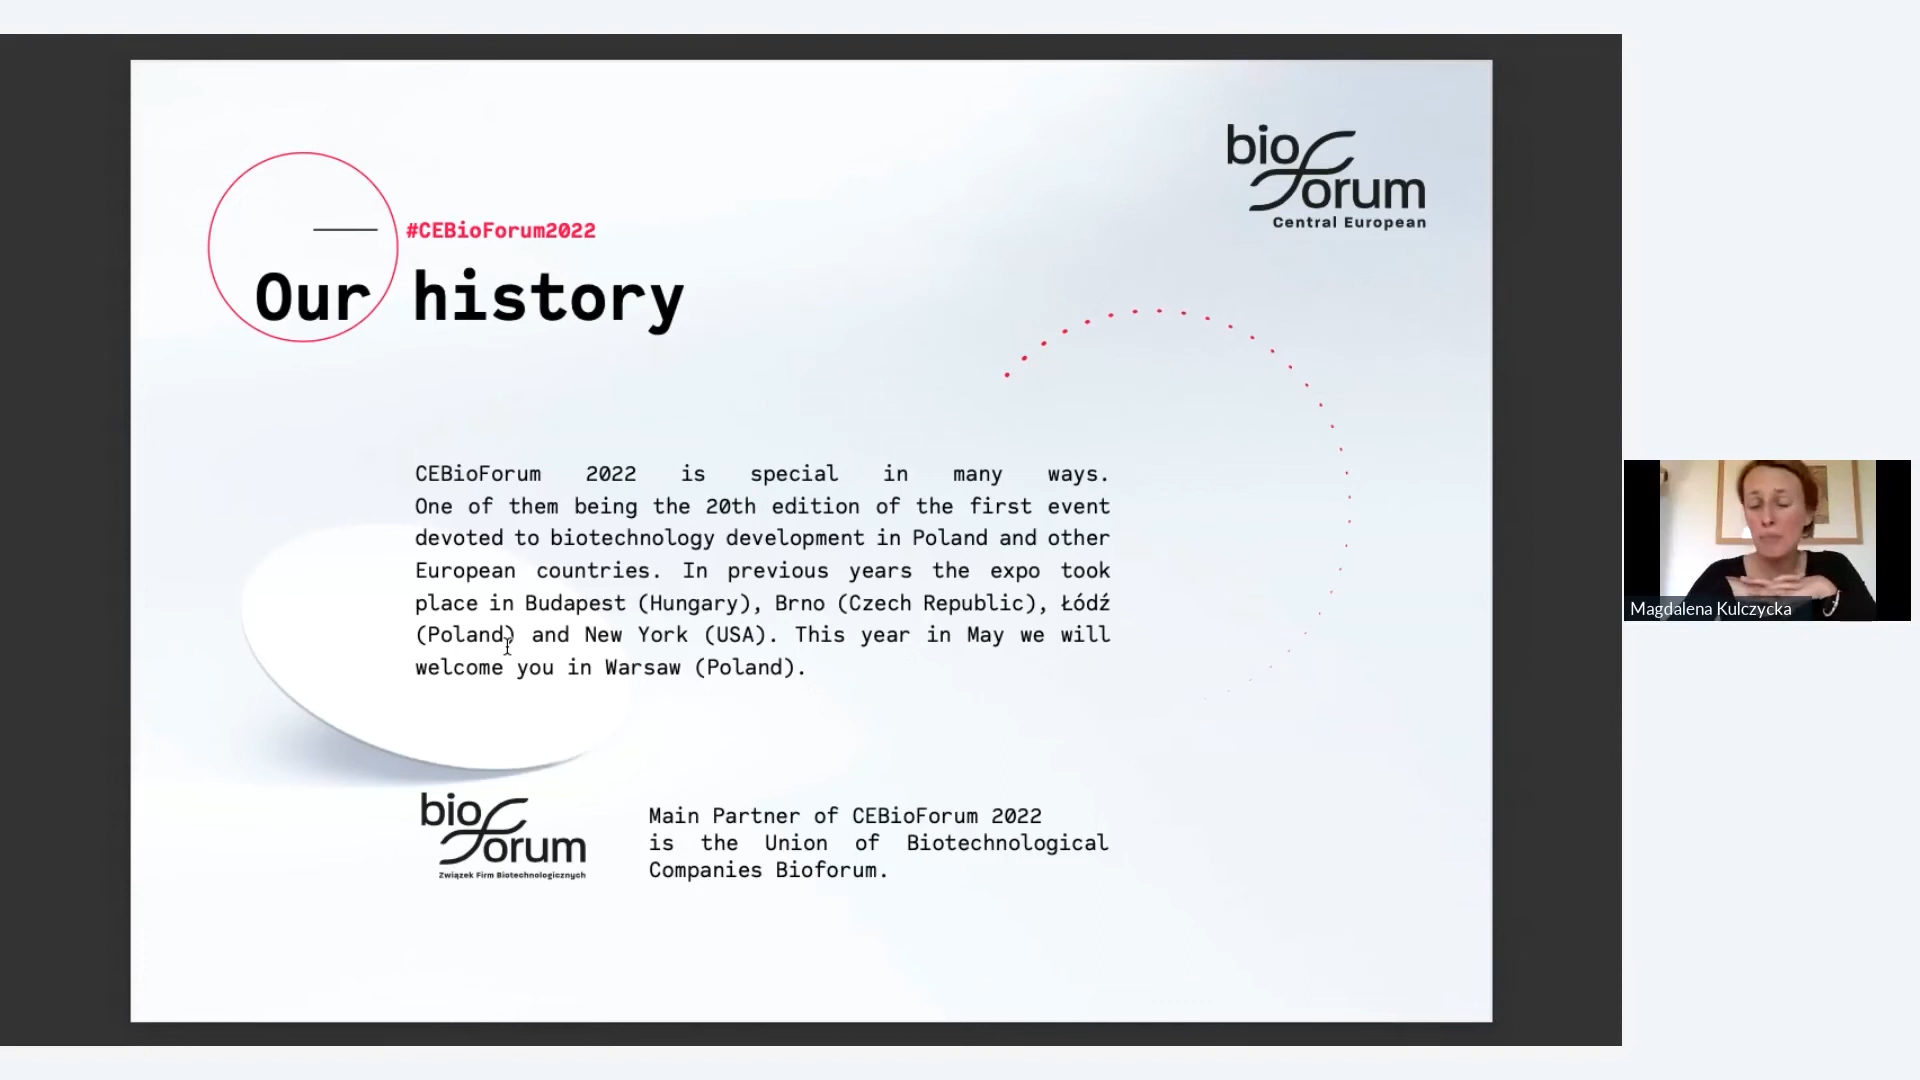 bio
forum
Central European
#CEBioForum2022
Our history
CEBioForum 2022 is special in many ways.
One of them being the 20th edition of the first event
devoted to biotechnology development in Poland and other
European countries. In previous years the expo took
place in Budapest (Hungary), Brno (Czech Republic), Łódź
(Poland) and New York (USA). This year in May we will
welcome you in Warsaw (Poland).
bio
forum
Związek Firm Biotechnologicznych
Main Partner of CEBioForum 2022
is the Union of Biotechnological
Companies Bioforum.
Magdalena Kulczycka